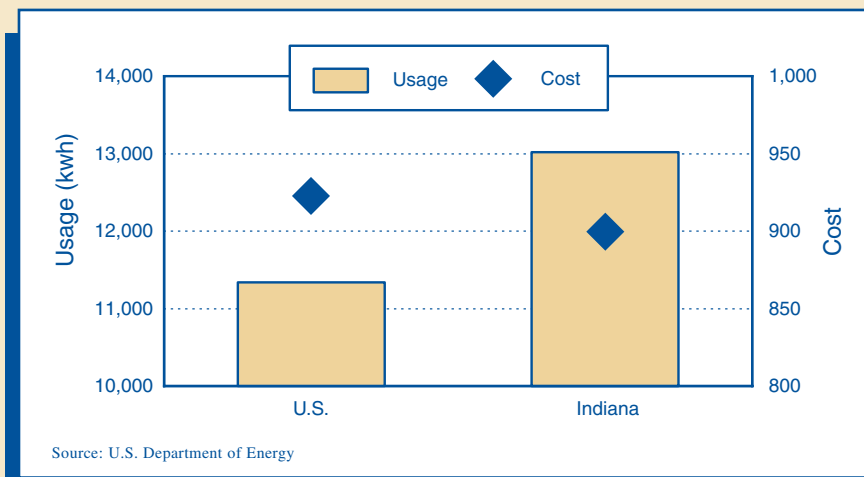 Usage Cost
14,000
13,000
12,000
11,000
10,000
Usage (kwh)
1,000
950
900
850
800
Cost
U.S. Indiana
Source: U.S. Department of Energy